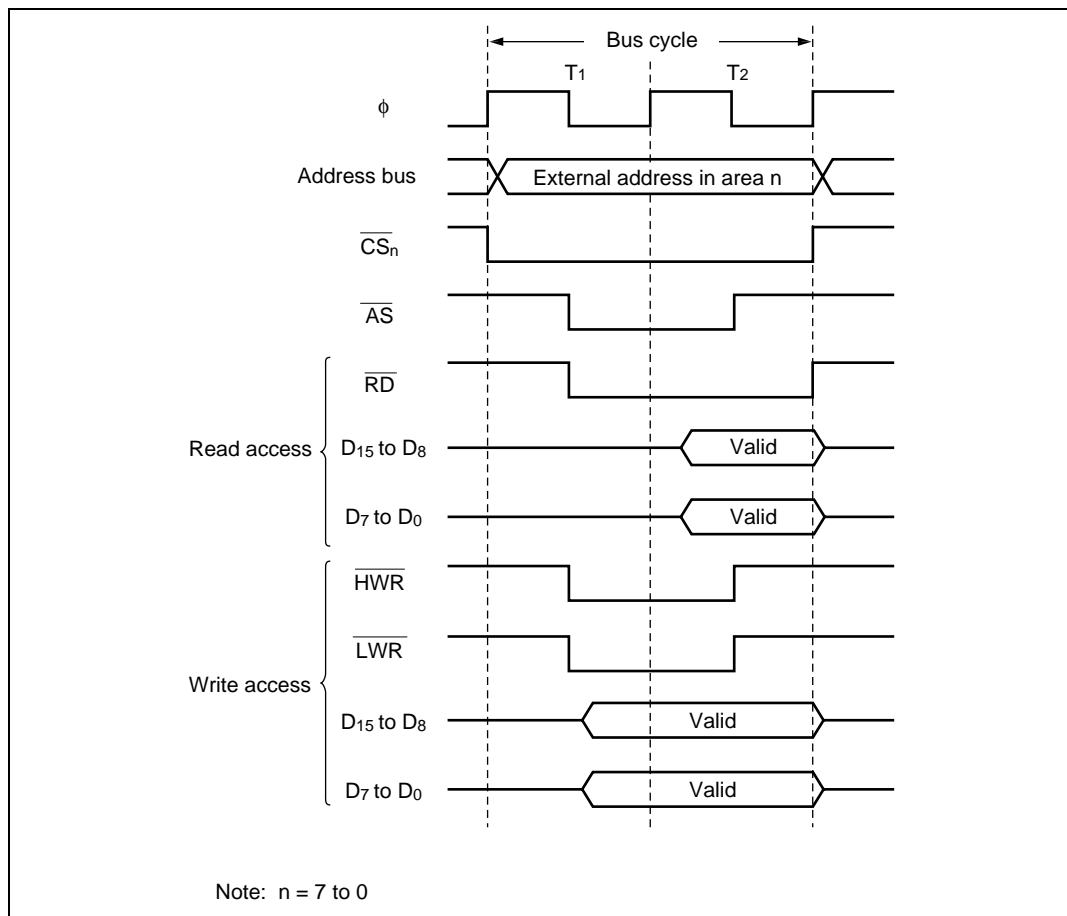 Bus cycle
T1 T2
ϕ
Address bus External address in area n
CSn
AS
RD
Read access D15 to D8 Valid
D7 to D0 Valid
HWR
LWR
Write access
D15 to D8 Valid
D7 to D0 Valid
Note: n = 7 to 0